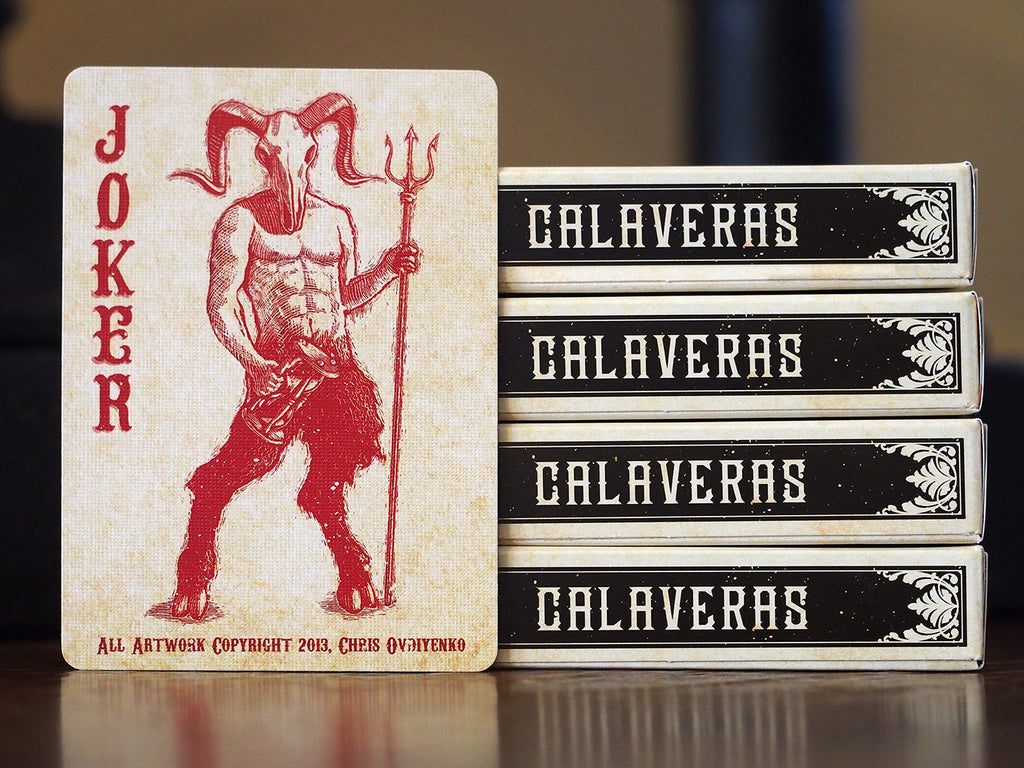 JOKER
ALL ARTWORK COPYRIGHT 2013, CHRIS OVDIYENKO
CALAVERAS
CALAVERAS
CALAVERAS
CALAVERAS